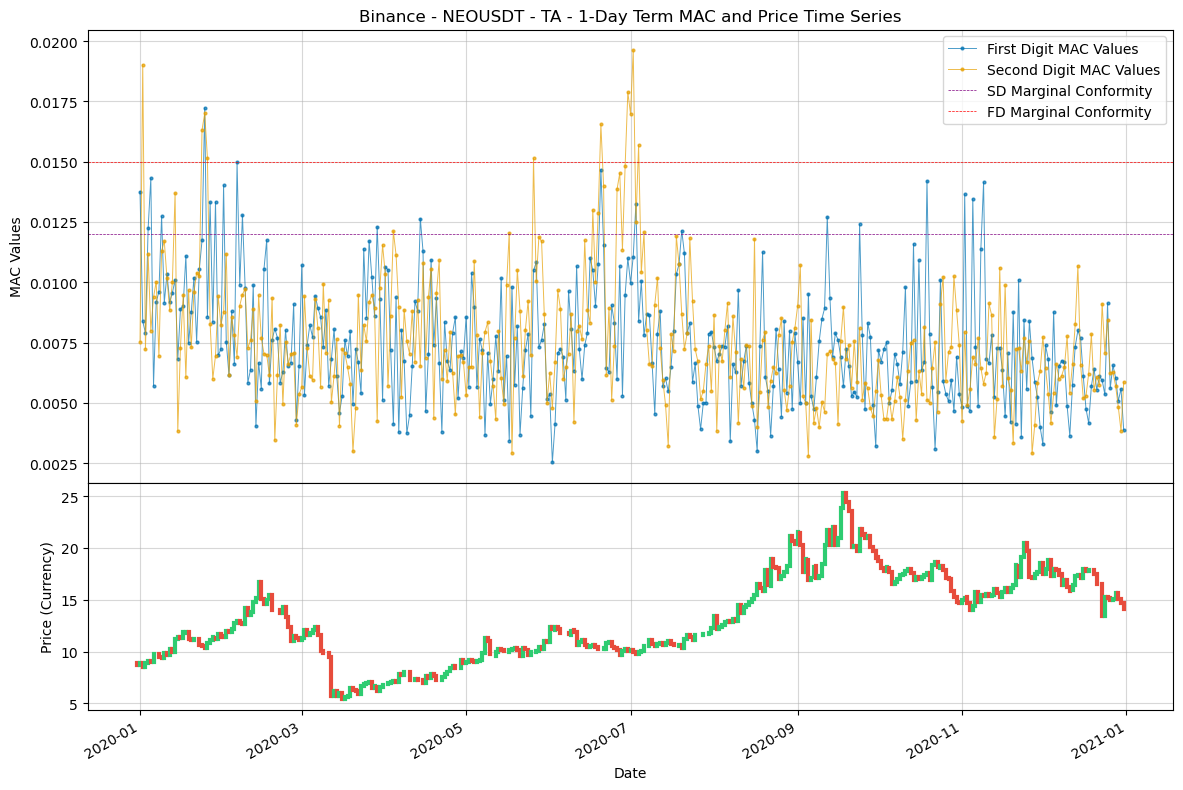 Binance - NEOUSDT - TA - 1-Day Term MAC and Price Time Series
0.0200
0.0175
0.0150
0.0125
0.0100
0.0075
0.0050
0.0025
MAC Values
First Digit MAC Values
Second Digit MAC Values
SD Marginal Conformity
FD Marginal Conformity
25
20
15
10
5
Price (Currency)
2020-01
2020-03
2020-05
2020-07
2020-09
2020-11
2021-01
Date